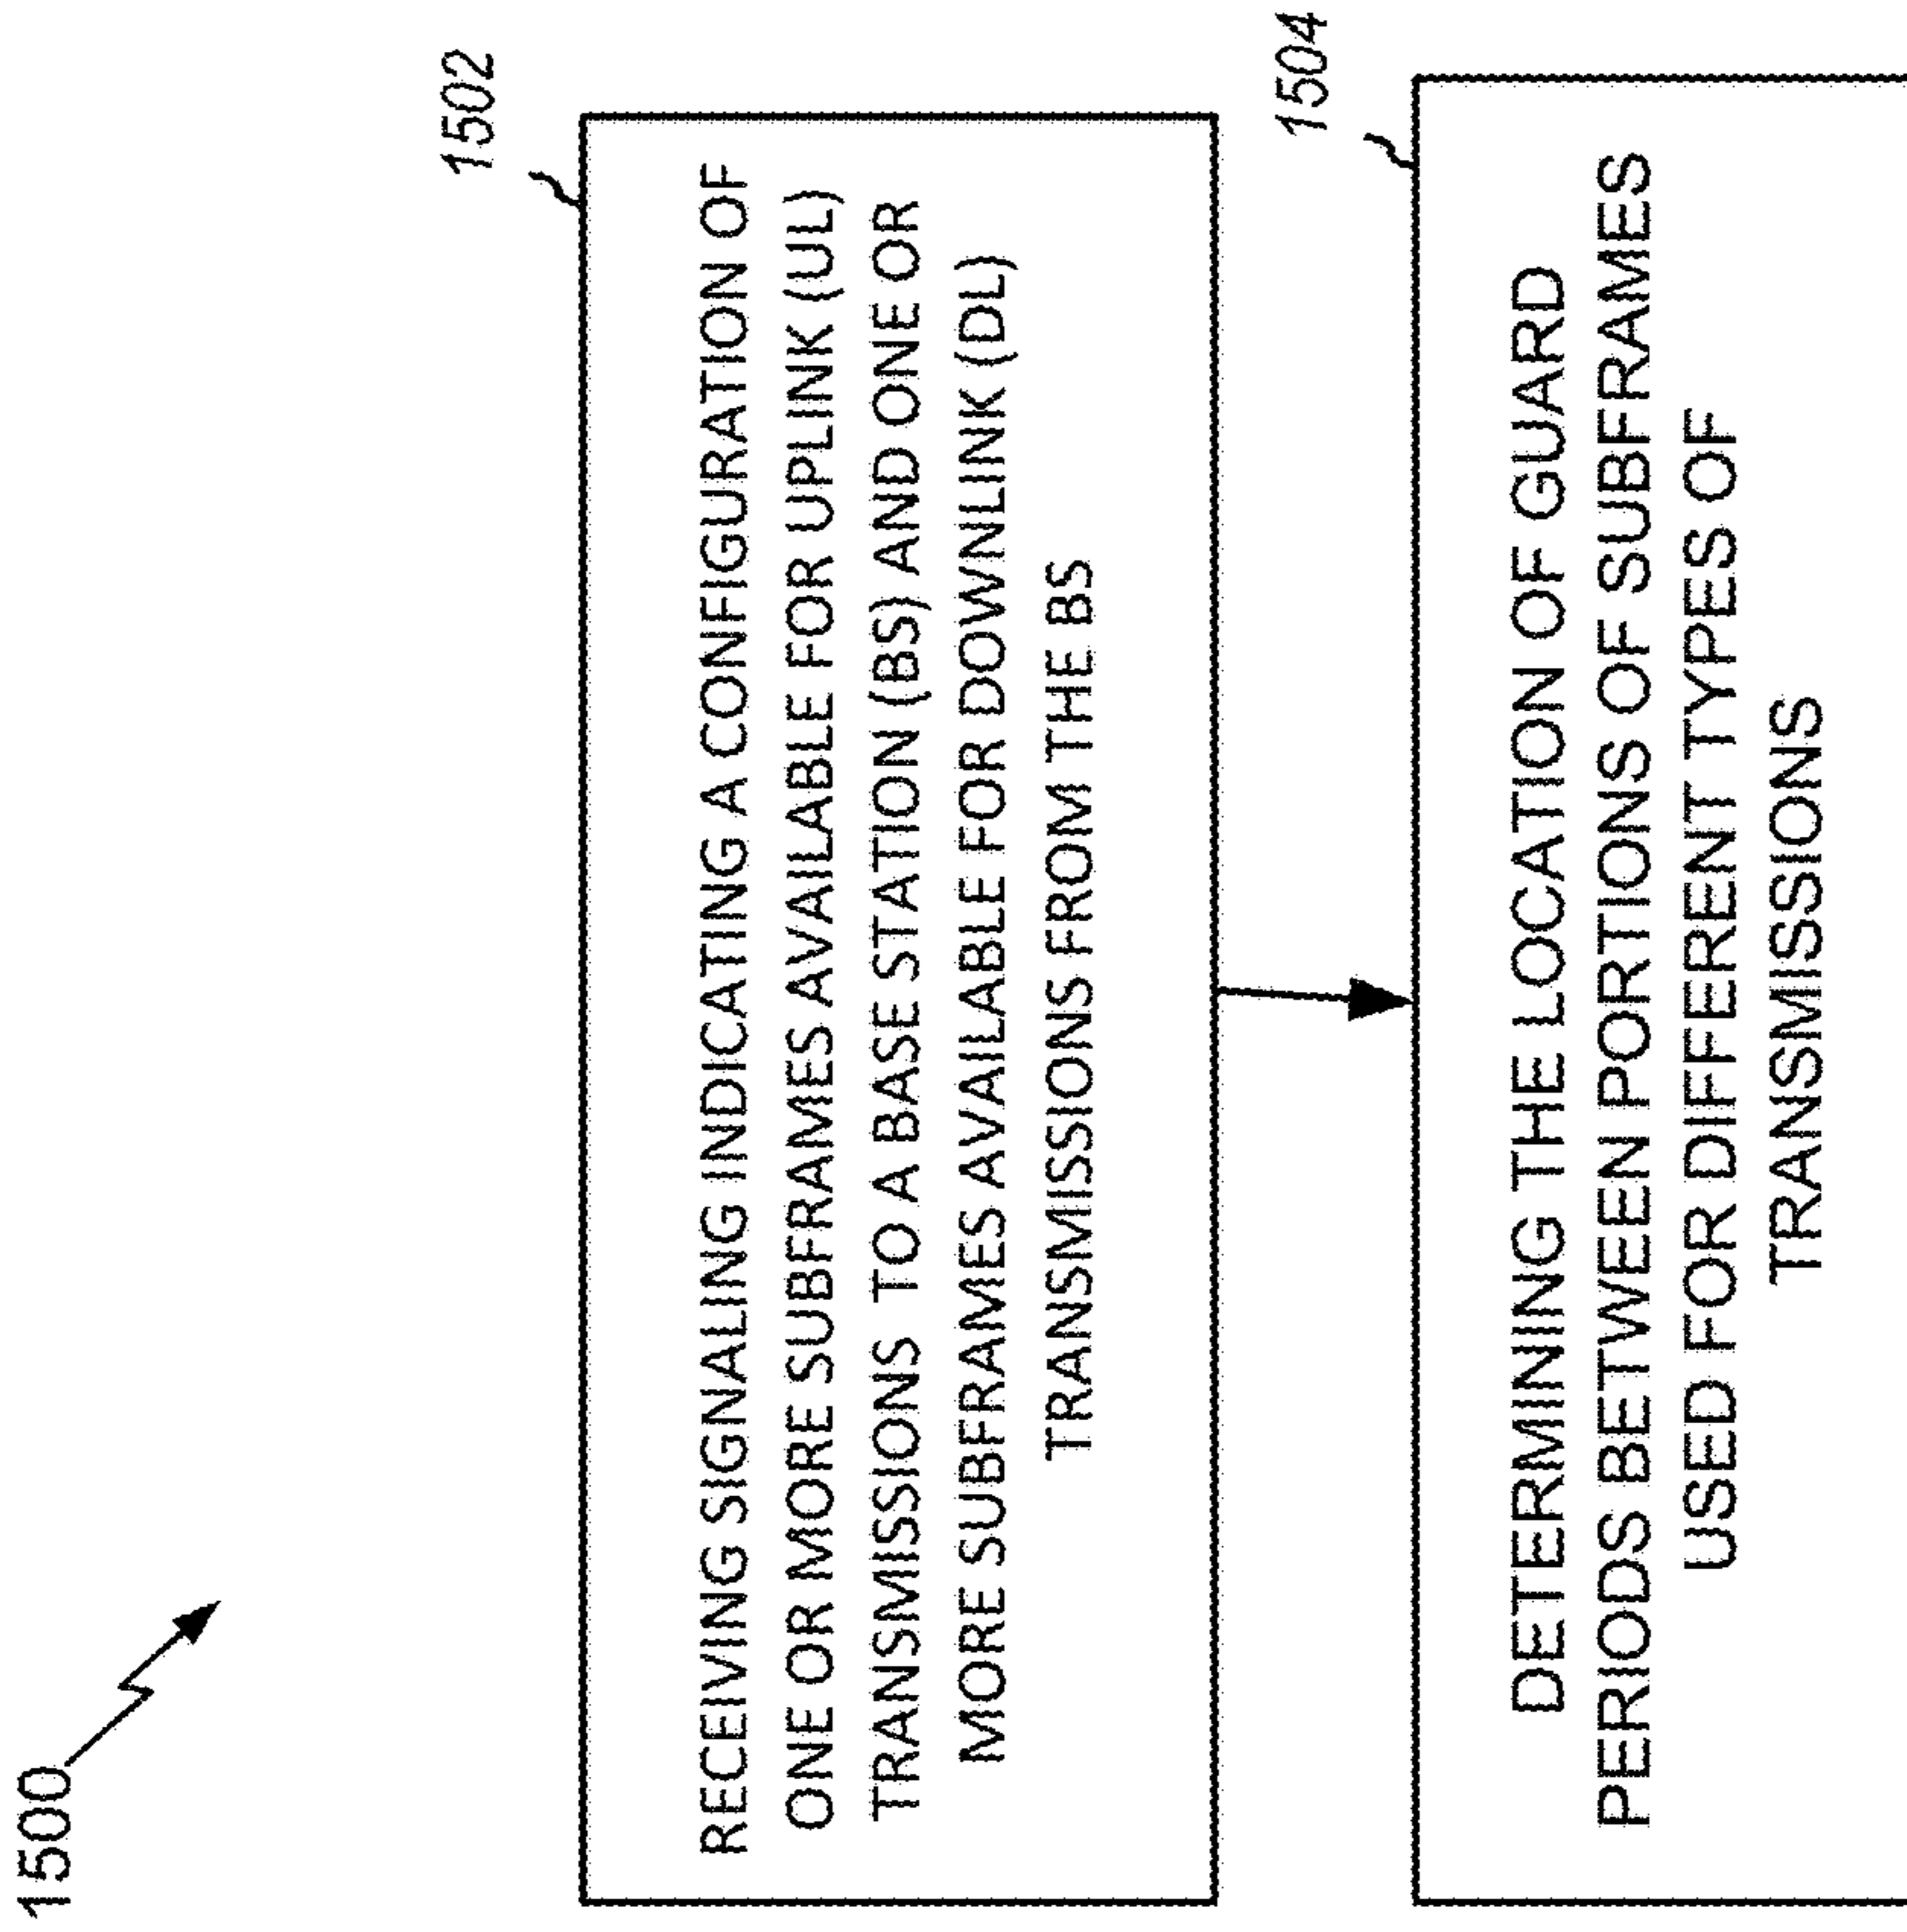 1500
1502
RECEIVING SIGNALING INDICATING A CONFIGURATION OF
ONE OR MORE SUBFRAMES AVAILABLE FOR UPLINK (UL)
TRANSMISSIONS TO A BASE STATION (BS) AND ONE OR
MORE SUBFRAMES AVAILABLE FOR DOWNLINK (DL)
TRANSMISSIONS FROM THE BS
1504
DETERMINING THE LOCATION OF GUARD
PERIODS BETWEEN PORTIONS OF SUBFRAMES
USED FOR DIFFERENT TYPES OF
TRANSMISSIONS